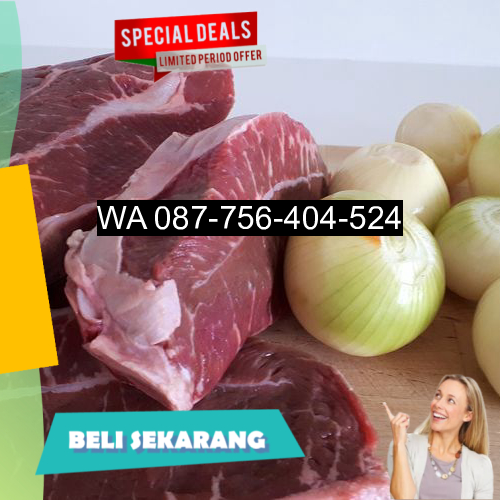 SPECIAL DEALS
LIMITED PERIOD OFFER
WA 087-756-404-524
BELI SEKARANG